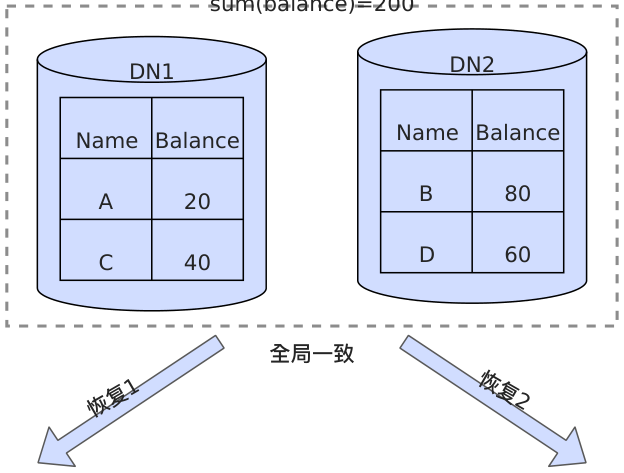 sum(balance)=200
DN1
Name Balance
A 20
C 40
DN2
Name Balance
B 80
D 60
全局一致
恢复1
恢复2